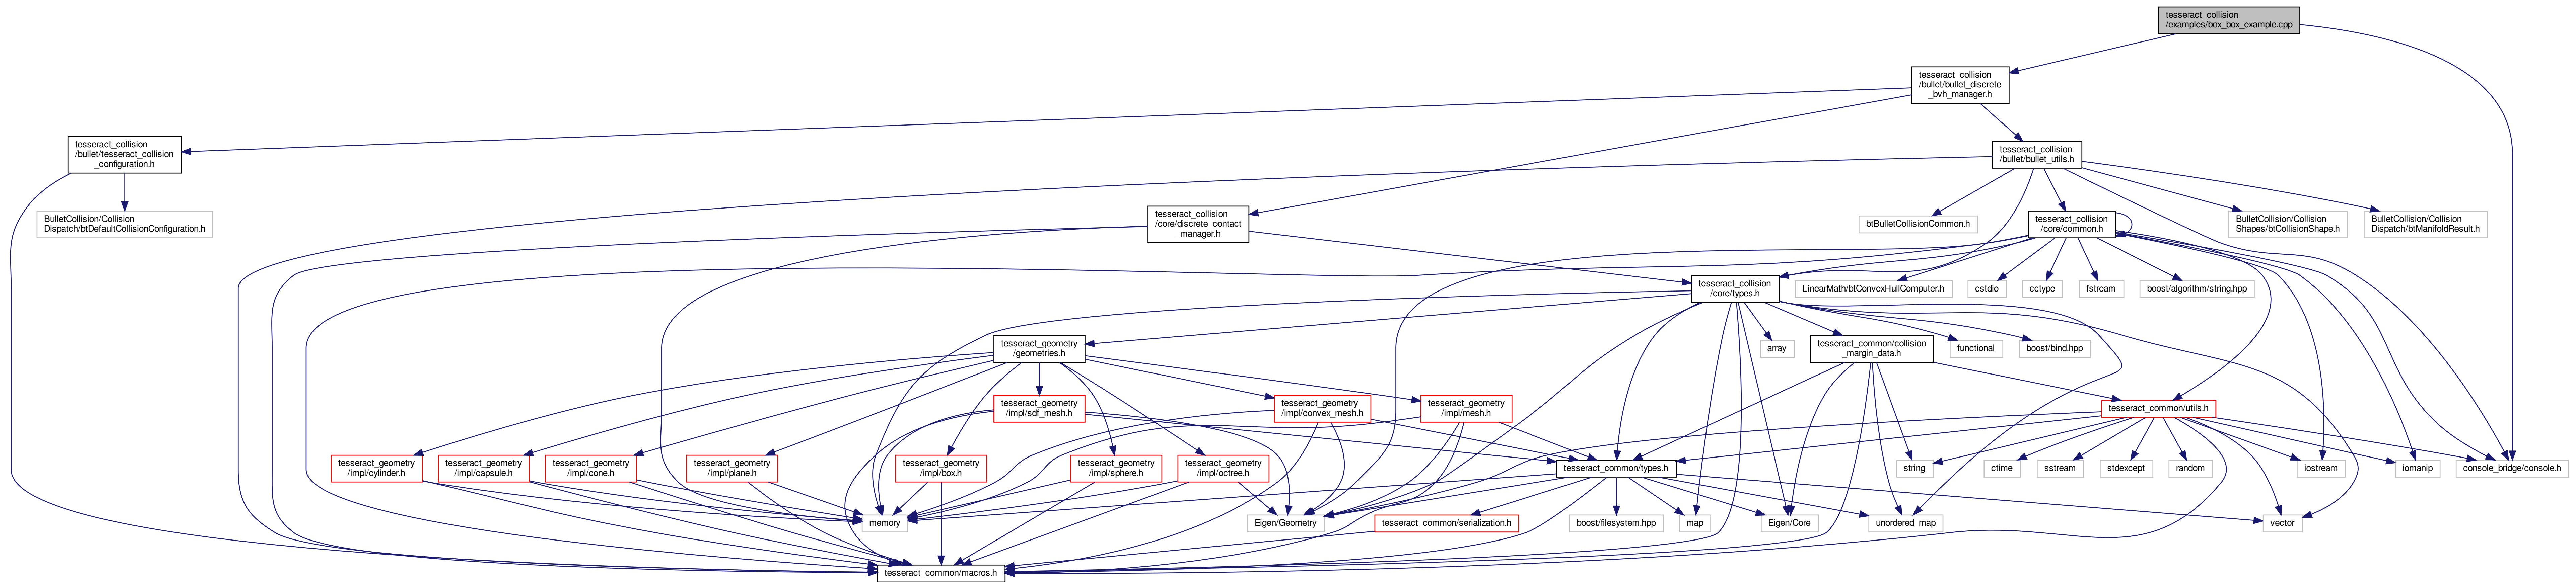 tesseract_collision
/examples/box_box_example.cpp
tesseract_collision
/bullet/bullet_discrete
_bvh_manager.h
tesseract_collision
/bullet/tesseract_collision
_configuration.h
tesseract_collision
/bullet/bullet_utils.h
BulletCollision/Collision
Dispatch/btDefaultCollisionConfiguration.h
tesseract_collision
/core/discrete_contact
_manager.h
btBulletCollisionCommon.h
tesseract_collision
/core/common.h
BulletCollision/Collision
Shapes/btCollisionShape.h
BulletCollision/Collision
Dispatch/btManifoldResult.h
tesseract_collision
/core/types.h
LinearMath/btConvexHullComputer.h
cstdio
cctype
fstream
boost/algorithm/string.hpp
tesseract_geometry
/geometries.h
array
tesseract_common/collision
_margin_data.h
functional
boost/bind.hpp
tesseract_geometry
/impl/sdf_mesh.h
tesseract_geometry
/impl/convex_mesh.h
tesseract_geometry
/impl/mesh.h
tesseract_common/utils.h
tesseract_geometry
/impl/cylinder.h
tesseract_geometry
/impl/capsule.h
tesseract_geometry
/impl/cone.h
tesseract_geometry
/impl/plane.h
tesseract_geometry
/impl/box.h
tesseract_geometry
/impl/sphere.h
tesseract_geometry
/impl/octree.h
tesseract_common/types.h
string
ctime
sstream
stdexcept
random
iostream
iomanip
console_bridge/console.h
memory
Eigen/Geometry
tesseract_common/serialization.h
boost/filesystem.hpp
map
Eigen/Core
unordered_map
vector
tesseract_common/macros.h